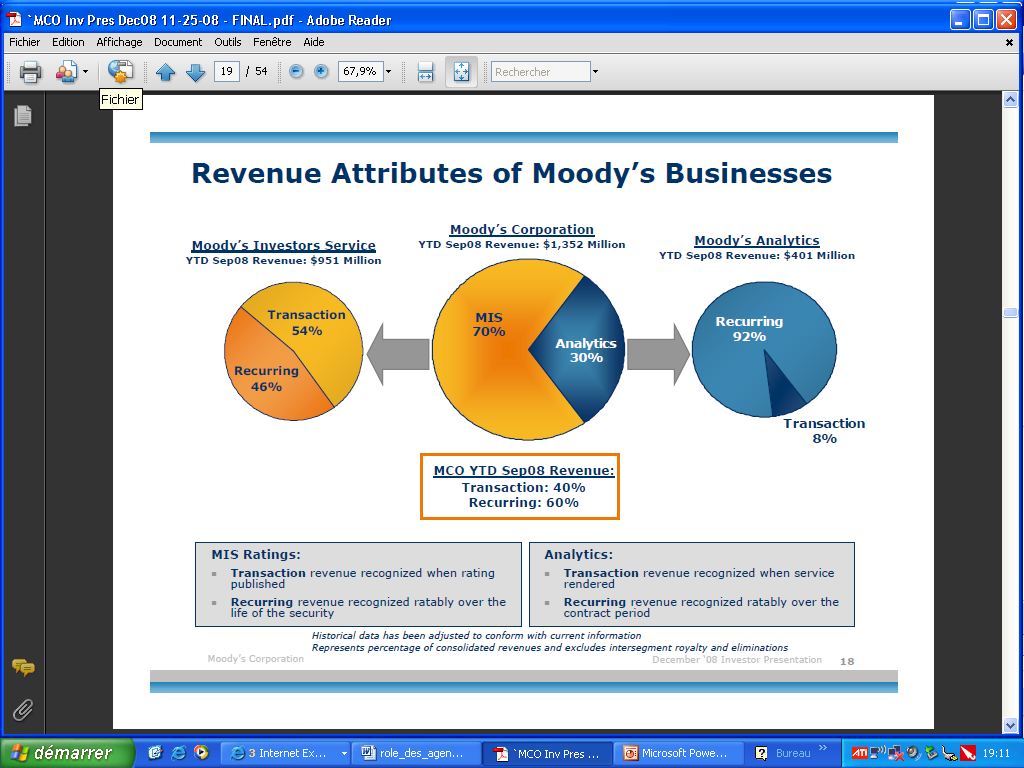 `MCO Inv Pres Dec08 11-25-08 - FINAL.pdf - Adobe Reader
Fichier Edition Affichage Document Outils Fenêtre Aide
19 / 54 67,9% Rechercher
Fichier
Revenue Attributes of Moody's Businesses
Moody's Investors Service
YTD Sep08 Revenue: $951 Million
Moody's Corporation
YTD Sep08 Revenue: $1,352 Million
Moody's Analytics
YTD Sep08 Revenue: $401 Million
Transaction
54%
Recurring
46%
MIS
70%
Analytics
30%
Recurring
92%
Transaction
8%
MCO YTD Sep08 Revenue:
Transaction: 40%
Recurring: 60%
MIS Ratings:
Transaction revenue recognized when rating
published
Recurring revenue recognized ratably over the
life of the security
Analytics:
Transaction revenue recognized when service
rendered
Recurring revenue recognized ratably over the
contract period
Historical data has been adjusted to conform with current information
Represents percentage of consolidated revenues and excludes intersegment royalty and eliminations
Moody's Corporation December '08 Investor Presentation 18
démarrer 3 Internet Ex... role_des_agen... `MCO Inv Pres ... Microsoft Powe... Bureau » ATI 19:11